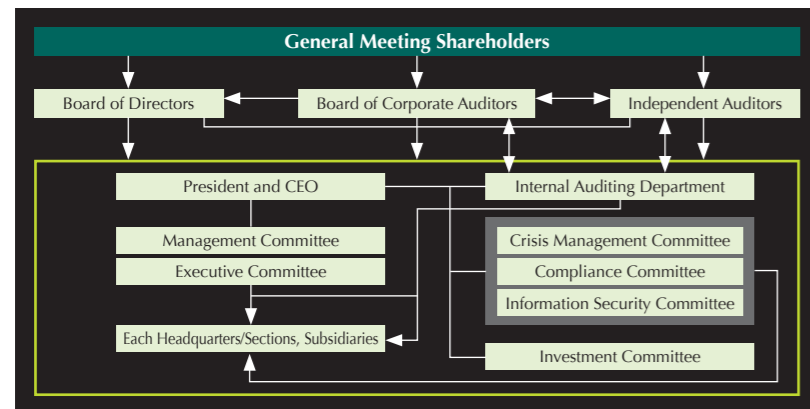 General Meeting Shareholders
Board of Directors
Board of Corporate Auditors
Independent Auditors
President and CEO
Internal Auditing Department
Management Committee
Executive Committee
Crisis Management Committee
Compliance Committee
Information Security Committee
Each Headquarters/Sections, Subsidiaries
Investment Committee